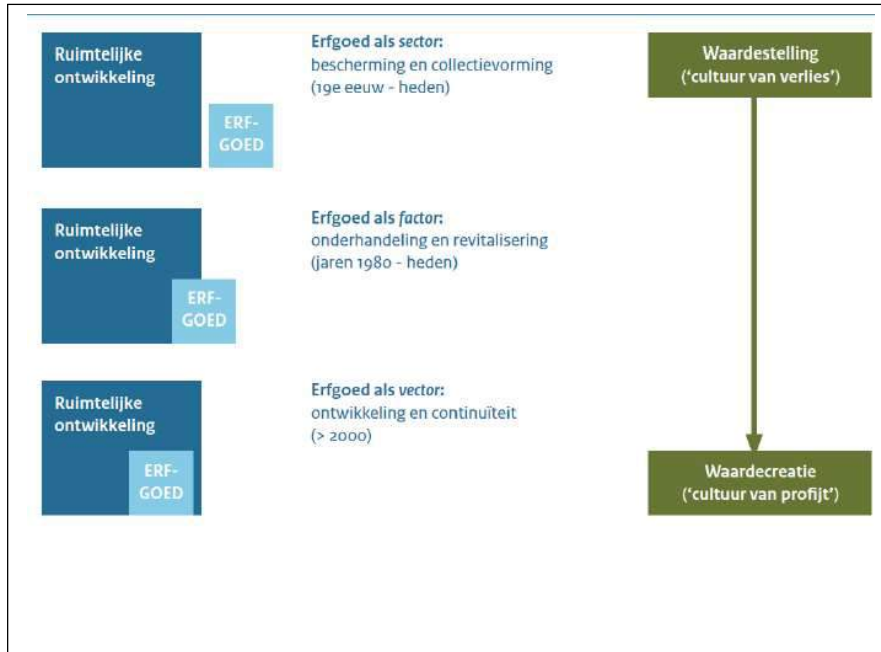 Ruimtelijke
ontwikkeling
ERF-
GOED
Erfgoed als sector:
bescherming en collectievorming
(19e eeuw - heden)
Waardestelling
(‘cultuur van verlies’)
Ruimtelijke
ontwikkeling
ERF-
GOED
Erfgoed als factor:
onderhandeling en revitalisering
(jaren 1980 - heden)
Ruimtelijke
ontwikkeling
ERF-
GOED
Erfgoed als vector:
ontwikkeling en continuïteit
(> 2000)
Waardecreatie
(‘cultuur van profijt’)